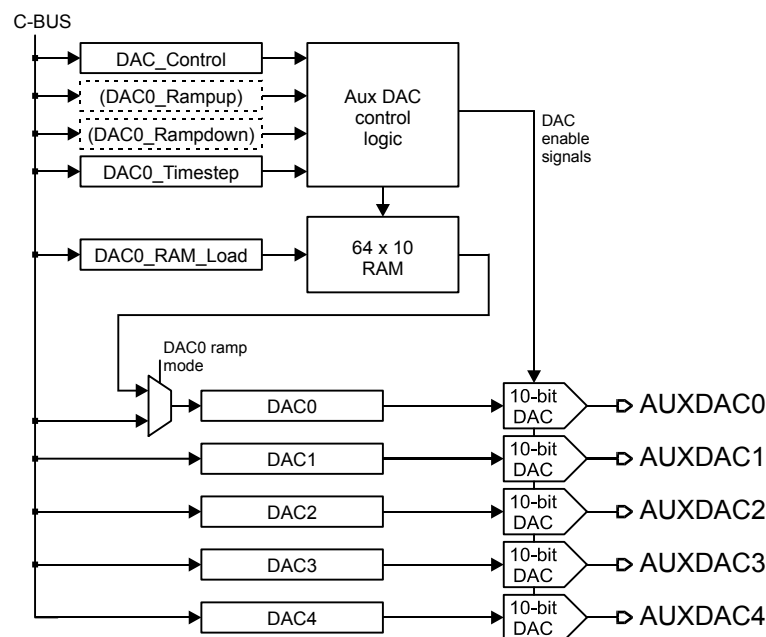 C-BUS
DAC_Control
(DAC0_Rampup)
(DAC0_Rampdown)
DAC0_Timestep
Aux DAC
control
logic
DAC
enable
signals
DAC0_RAM_Load
64 x 10
RAM
DAC0 ramp
mode
DAC0
10-bit
DAC
AUXDAC0
DAC1
10-bit
DAC
AUXDAC1
DAC2
10-bit
DAC
AUXDAC2
DAC3
10-bit
DAC
AUXDAC3
DAC4
10-bit
DAC
AUXDAC4